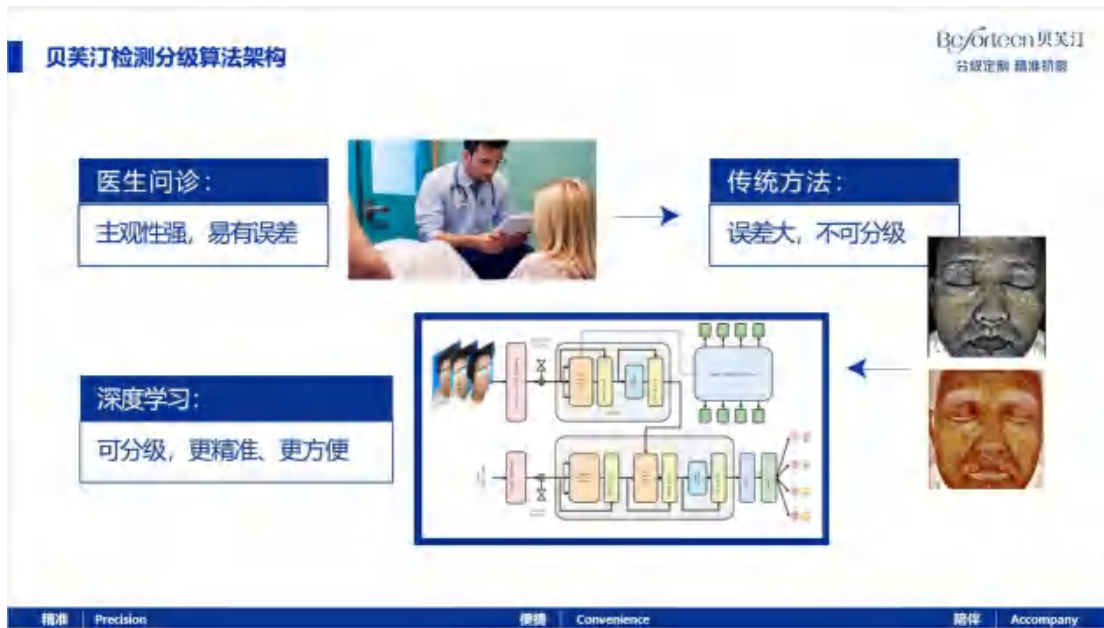 贝芙汀检测分级算法架构
Beforteen贝芙汀
分级定制 精准抗痘
医生问诊：
主观性强，易有误差
传统方法：
误差大，不可分级
深度学习：
可分级，更精准、更方便
精准 Precision
便捷 Convenience
陪伴 Accompany